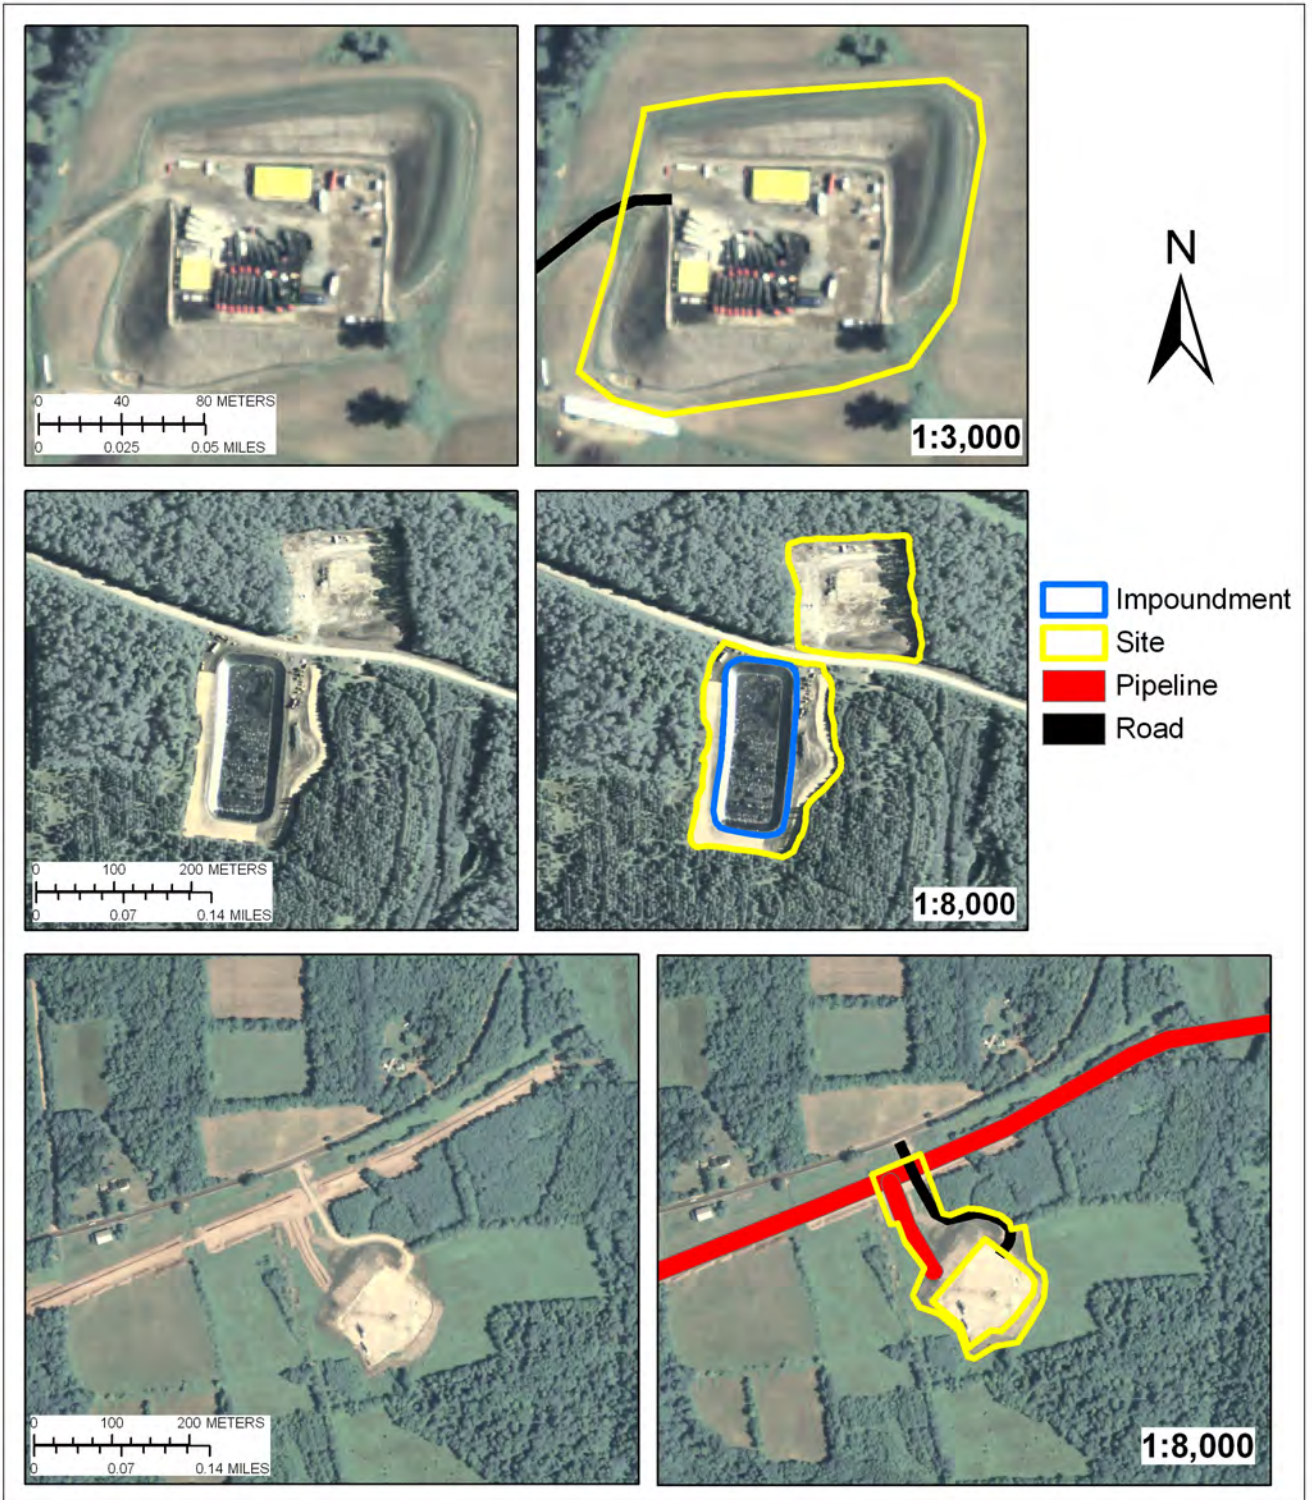 0 40 80 METERS
0 0.025 0.05 MILES
1:3,000
N
0 100 200 METERS
0 0.07 0.14 MILES
1:8,000
Impoundment
Site
Pipeline
Road
0 100 200 METERS
0 0.07 0.14 MILES
1:8,000